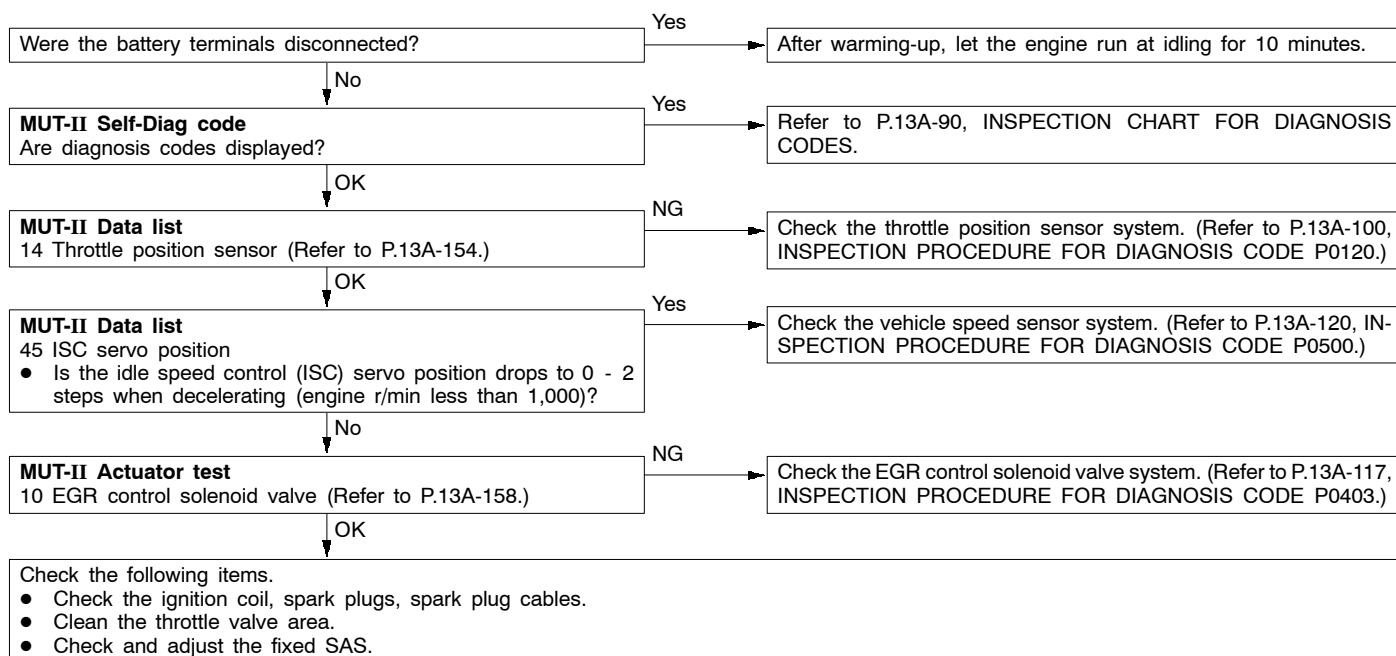 Were the battery terminals disconnected?
Yes
After warming-up, let the engine run at idling for 10 minutes.
No
MUT-II Self-Diag code
Are diagnosis codes displayed?
Yes
Refer to P.13A-90, INSPECTION CHART FOR DIAGNOSIS
CODES.
OK
MUT-II Data list
14 Throttle position sensor (Refer to P.13A-154.)
NG
Check the throttle position sensor system. (Refer to P.13A-100,
INSPECTION PROCEDURE FOR DIAGNOSIS CODE P0120.)
OK
MUT-II Data list
45 ISC servo position
● Is the idle speed control (ISC) servo position drops to 0 - 2
steps when decelerating (engine r/min less than 1,000)?
Yes
Check the vehicle speed sensor system. (Refer to P.13A-120, IN-
SPECTION PROCEDURE FOR DIAGNOSIS CODE P0500.)
No
MUT-II Actuator test
10 EGR control solenoid valve (Refer to P.13A-158.)
NG
Check the EGR control solenoid valve system. (Refer to P.13A-117,
INSPECTION PROCEDURE FOR DIAGNOSIS CODE P0403.)
OK
Check the following items.
● Check the ignition coil, spark plugs, spark plug cables.
● Clean the throttle valve area.
● Check and adjust the fixed SAS.